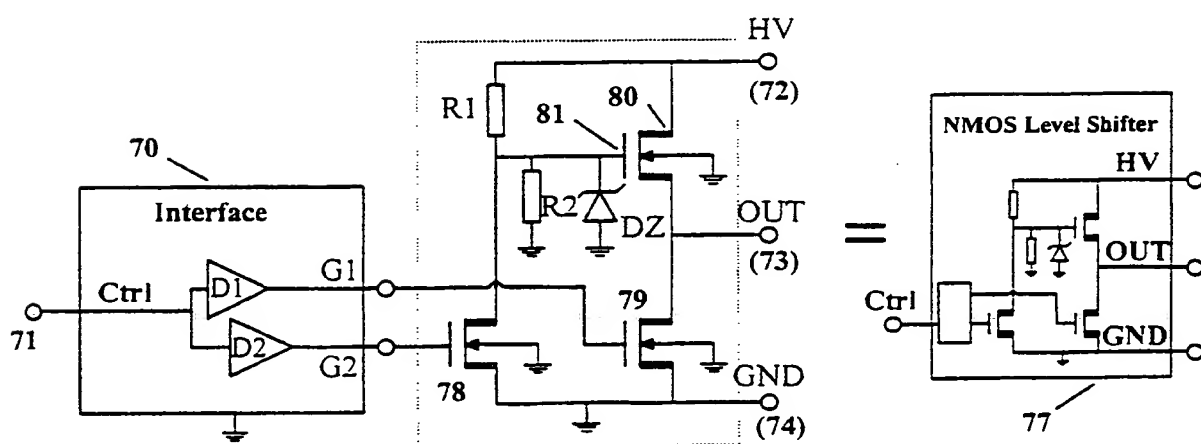 HV
(72)
R1
81
80
70
Interface
R2
DZ
OUT
(73)
=
NMOS Level Shifter
HV
OUT
Ctrl
GND
77
71
Ctrl
D1
G1
D2
G2
79
78
GND
(74)